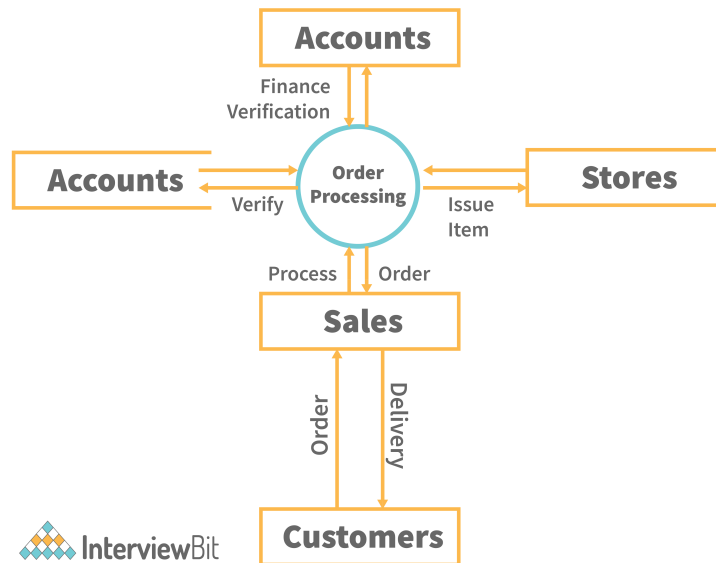 Accounts
Finance
Verification
Order
Processing
Accounts
Verify
Stores
Issue
Item
Process
Order
Sales
Order
Delivery
Customers
InterviewBit